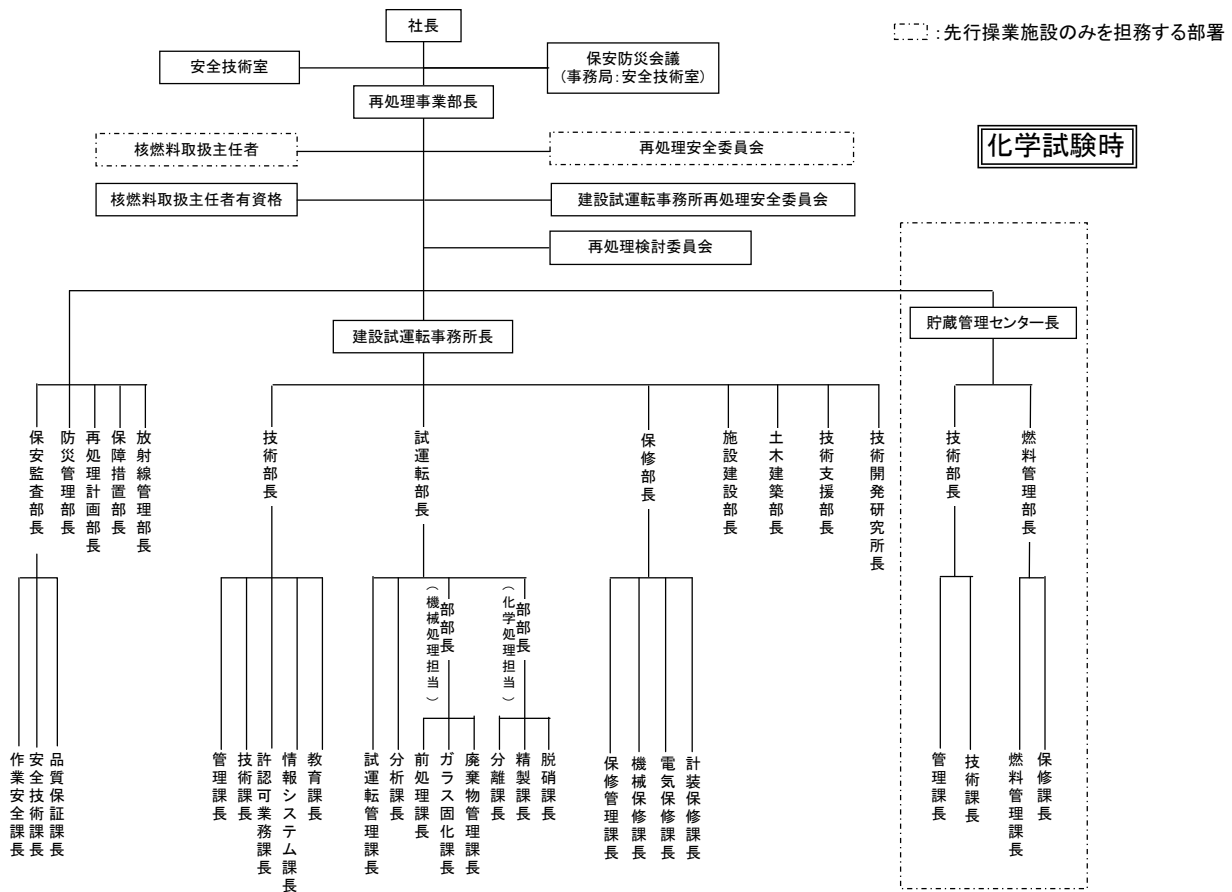 社長
:先行操業施設のみを担務する部署
安全技術室
保安防災会議
(事務局:安全技術室)
再処理事業部長
化学試験時
核燃料取扱主任者
再処理安全委員会
核燃料取扱主任者有資格
建設試運転事務所再処理安全委員会
再処理検討委員会
建設試運転事務所長
貯蔵管理センター長
保安監査部長
防災管理部長
再処理計画部長
保障措置部長
放射線管理部長
技術部長
試運転部長
保修部長
施設建設部長
土木建築部長
技術支援部長
技術開発研究所長
技術部長
燃料管理部長
部部長
(機械処理担当)
部部長
(化学処理担当)
作業安全課長
安全技術課長
品質保証課長
管理課長
技術課長
許認可業務課長
情報システム課長
教育課長
試運転管理課長
分析課長
前処理課長
ガラス固化課長
廃棄物管理課長
分離課長
精製課長
脱硝課長
保修管理課長
機械保修課長
電気保修課長
計装保修課長
管理課長
技術課長
燃料管理課長
保修課長